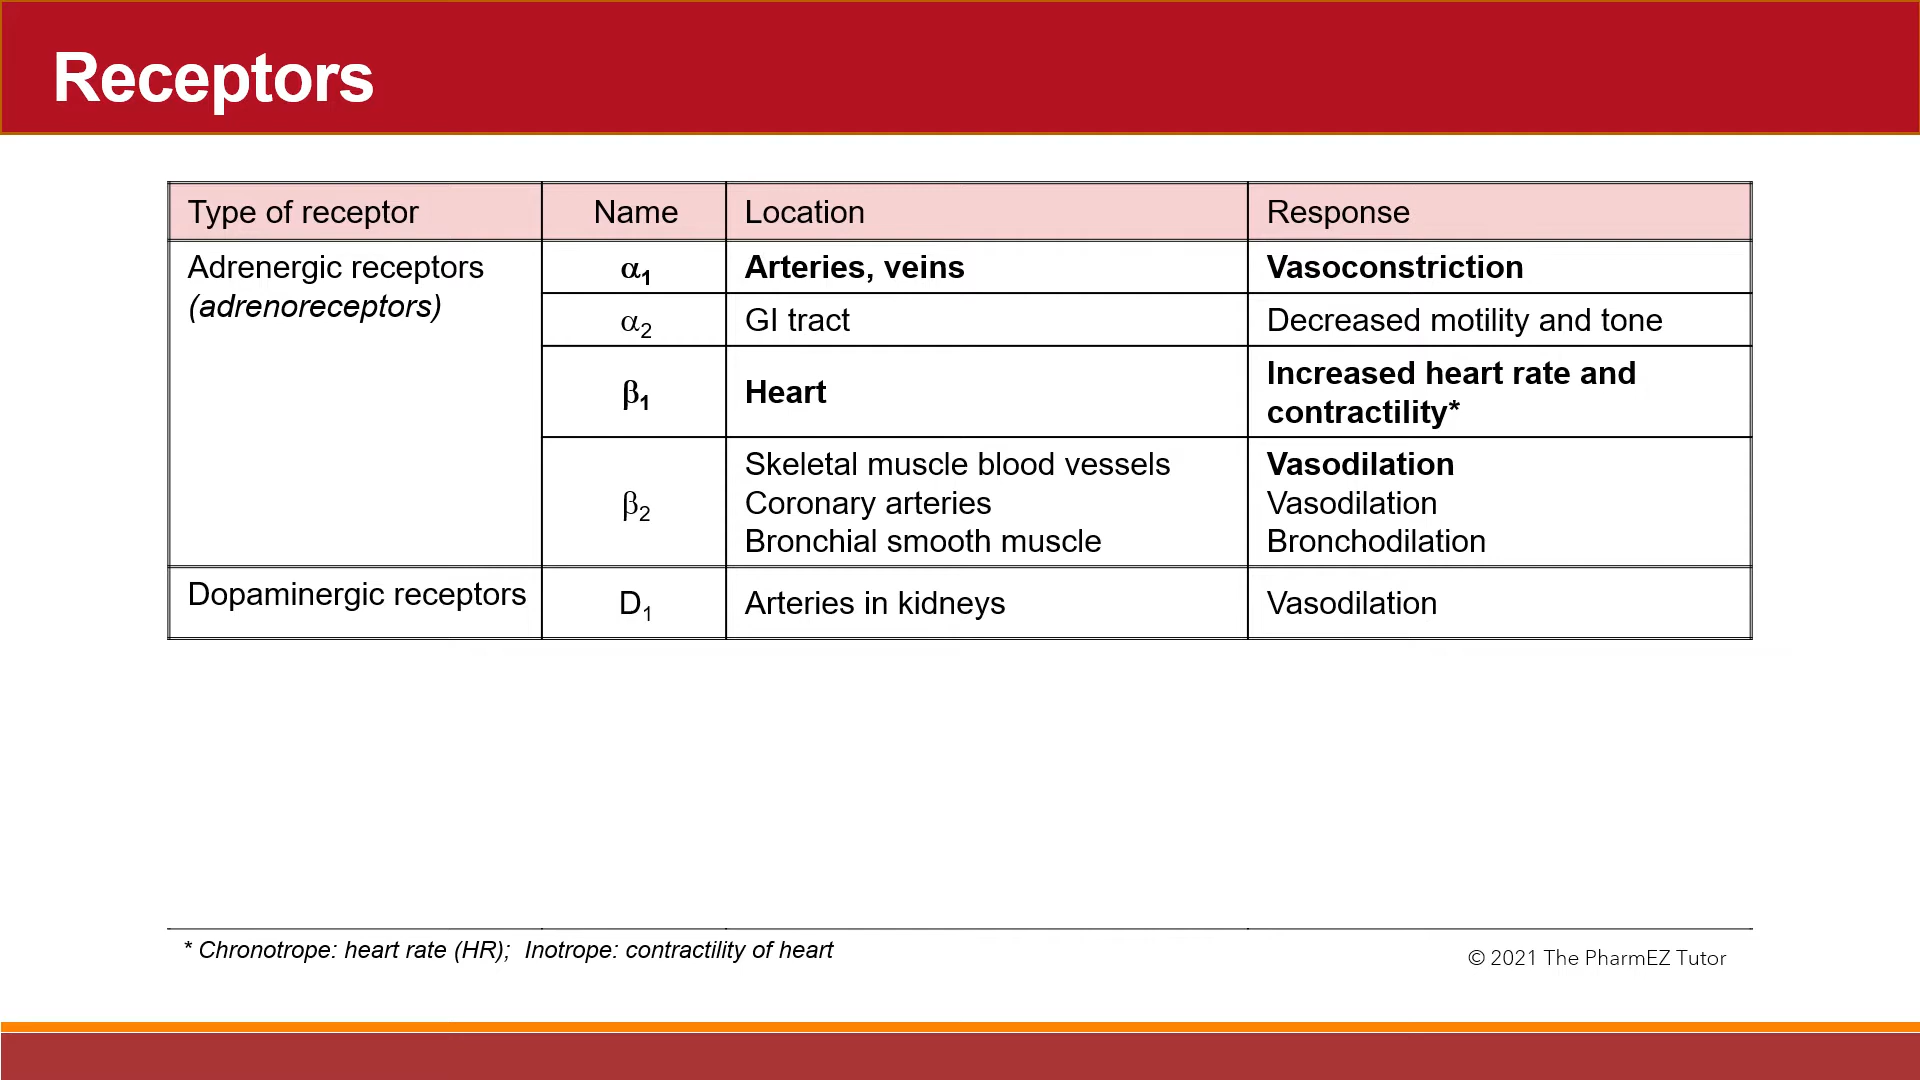 Receptors
Type of receptor Name Location Response
Adrenergic receptors α1 Arteries, veins Vasoconstriction
(adrenoreceptors)
α2 GI tract Decreased motility and tone
β1 Heart Increased heart rate and
contractility*
β2 Skeletal muscle blood vessels Vasodilation
Coronary arteries Vasodilation
Bronchial smooth muscle Bronchodilation
Dopaminergic receptors D1 Arteries in kidneys Vasodilation
* Chronotrope: heart rate (HR); Inotrope: contractility of heart
© 2021 The PharmEZ Tutor